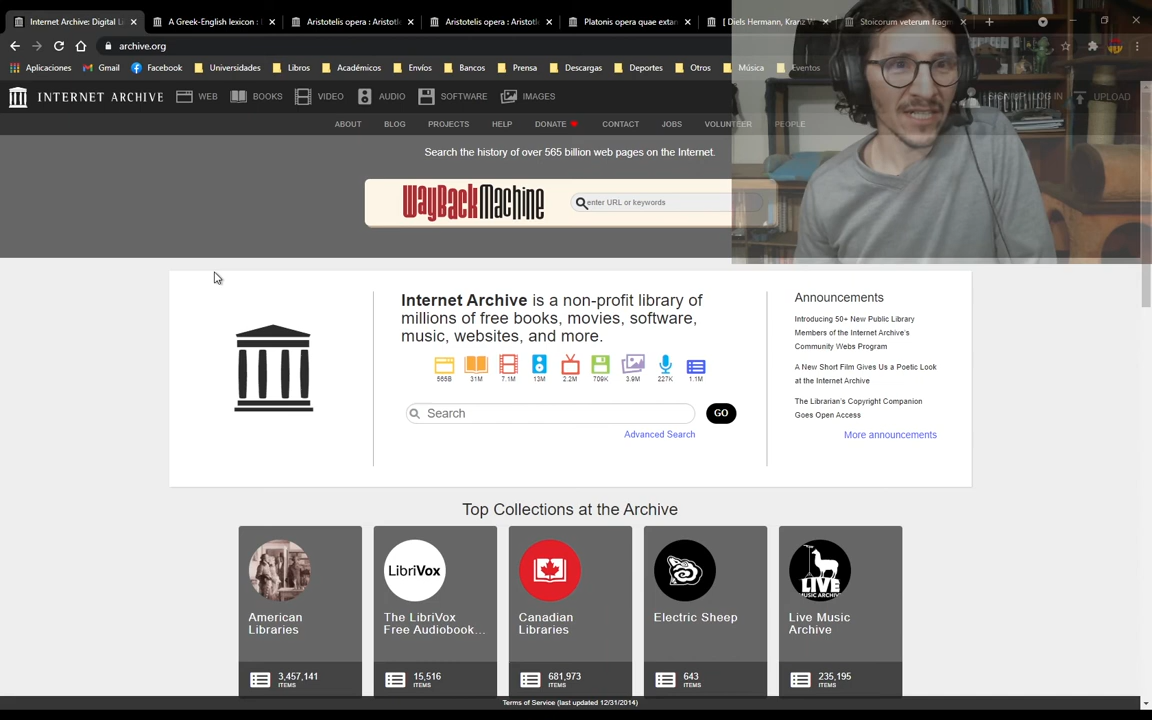 Internet Archive: Digital Li
A Greek-English lexicon :
Aristotelis opera : Aristotle
Aristotelis opera : Aristotle
Platonis opera quae extan
[ Diels Hermann, Kranz W
Stoicorum veterum fragm
archive.org
Aplicaciones Gmail Facebook Universidades Libros Académicos Envíos Bancos Prensa Descargas Deportes Otros Música Eventos
INTERNET ARCHIVE WEB BOOKS VIDEO AUDIO SOFTWARE IMAGES SIGN UP LOG IN UPLOAD
ABOUT BLOG PROJECTS HELP DONATE CONTACT JOBS VOLUNTEER PEOPLE
Search the history of over 565 billion web pages on the Internet.
WayBackMachine
enter URL or keywords
Internet Archive is a non-profit library of
millions of free books, movies, software,
music, websites, and more.
565B 31M 7.1M 13M 2.2M 709K 3.9M 227K 1.1M
Search GO
Advanced Search
Announcements
Introducing 50+ New Public Library
Members of the Internet Archive's
Community Webs Program
A New Short Film Gives Us a Poetic Look
at the Internet Archive
The Librarian's Copyright Companion
Goes Open Access
More announcements
Top Collections at the Archive
LibriVox
LIVE
MUSIC ARCHIVE
American
Libraries
The LibriVox
Free Audiobook...
Canadian
Libraries
Electric Sheep
Live Music
Archive
3,457,141
ITEMS
15,516
ITEMS
681,973
ITEMS
643
ITEMS
235,195
ITEMS
Terms of Service (last updated 12/31/2014)